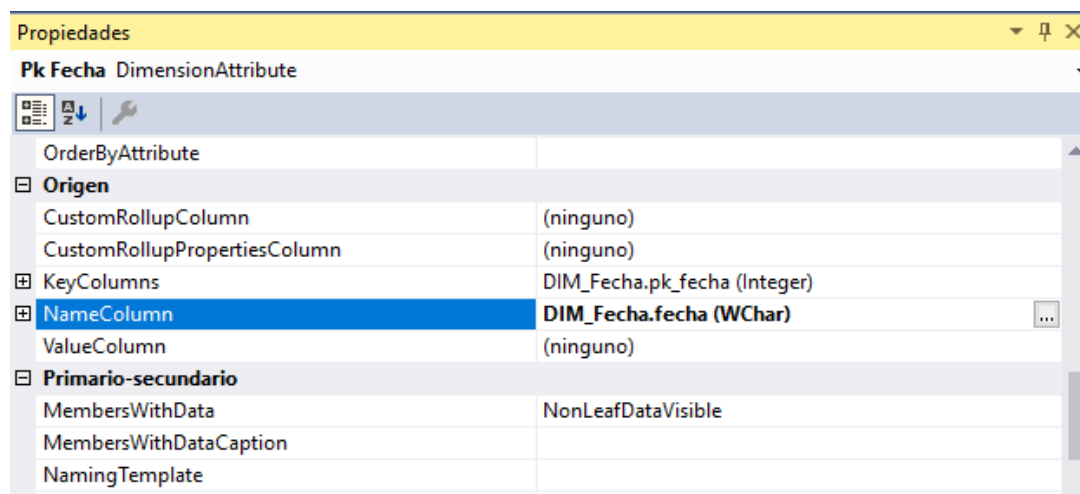 Propiedades
Pk Fecha DimensionAttribute
OrderByAttribute
Origen
CustomRollupColumn (ninguno)
CustomRollupPropertiesColumn (ninguno)
KeyColumns DIM_Fecha.pk_fecha (Integer)
NameColumn DIM_Fecha.fecha (WChar) ...
ValueColumn (ninguno)
Primario-secundario
MembersWithData NonLeafDataVisible
MembersWithDataCaption
NamingTemplate